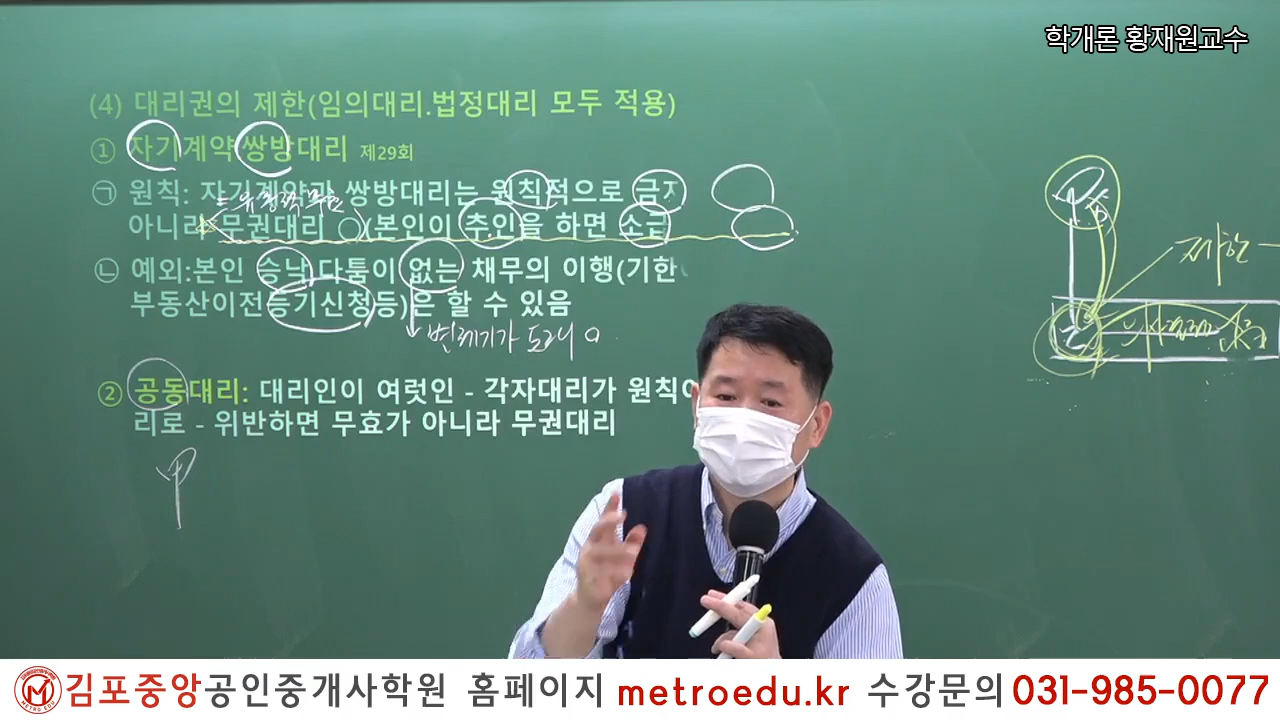 학개론 황재원교수
(4) 대리권의 제한(임의대리.법정대리 모두 적용)
① 자기계약쌍방대리 제29회
㉠ 원칙: 자기계약과 쌍방대리는 원칙적으로 금지
= 유동적 무효
아니라 무권대리 ○(본인이 추인을 하면 소급
㉡ 예외:본인 승낙,다툼이 없는 채무의 이행(기한
부동산이전등기신청등)은 할 수 있음
② 공동대리: 대리인이 여럿인 - 각자대리가 원칙
리로 - 위반하면 무효가 아니라 무권대리
甲
METRO EDU
김포중앙공인중개사학원 홈페이지 metroedu.kr 수강문의 031-985-0077